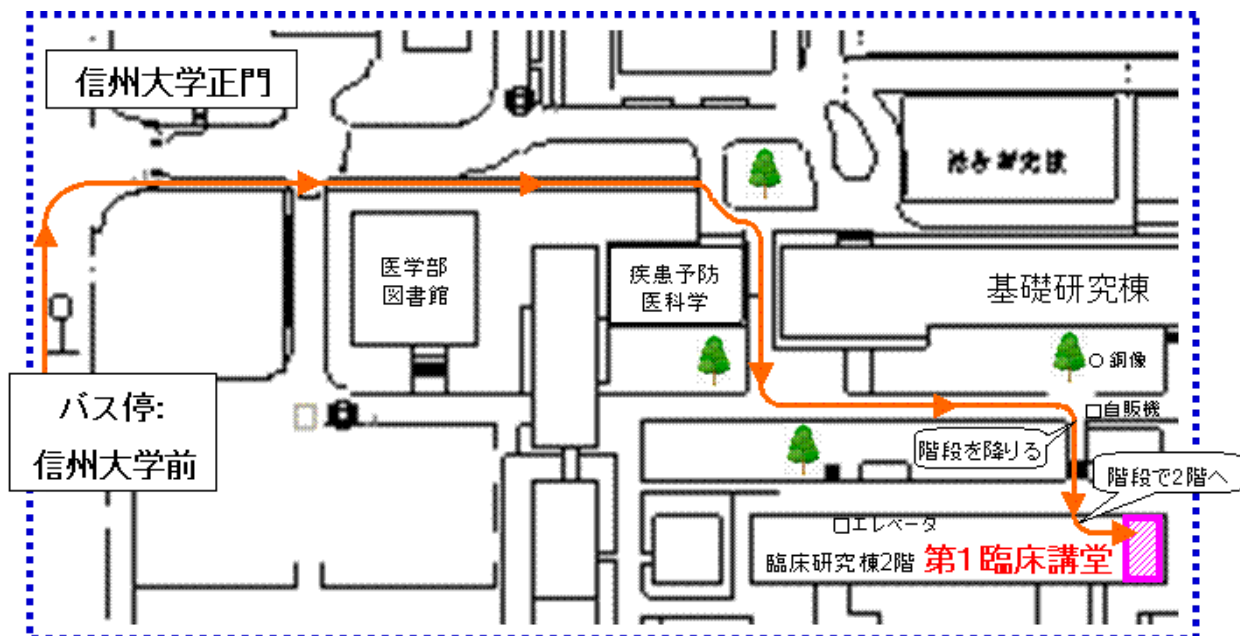 信州大学正門
医学部
図書館
疾患予防
医科学
基礎研究棟
銅像
バス停:
信州大学前
自販機
階段を降りる
階段で2階へ
エレベータ
臨床研究棟2階 第1臨床講堂